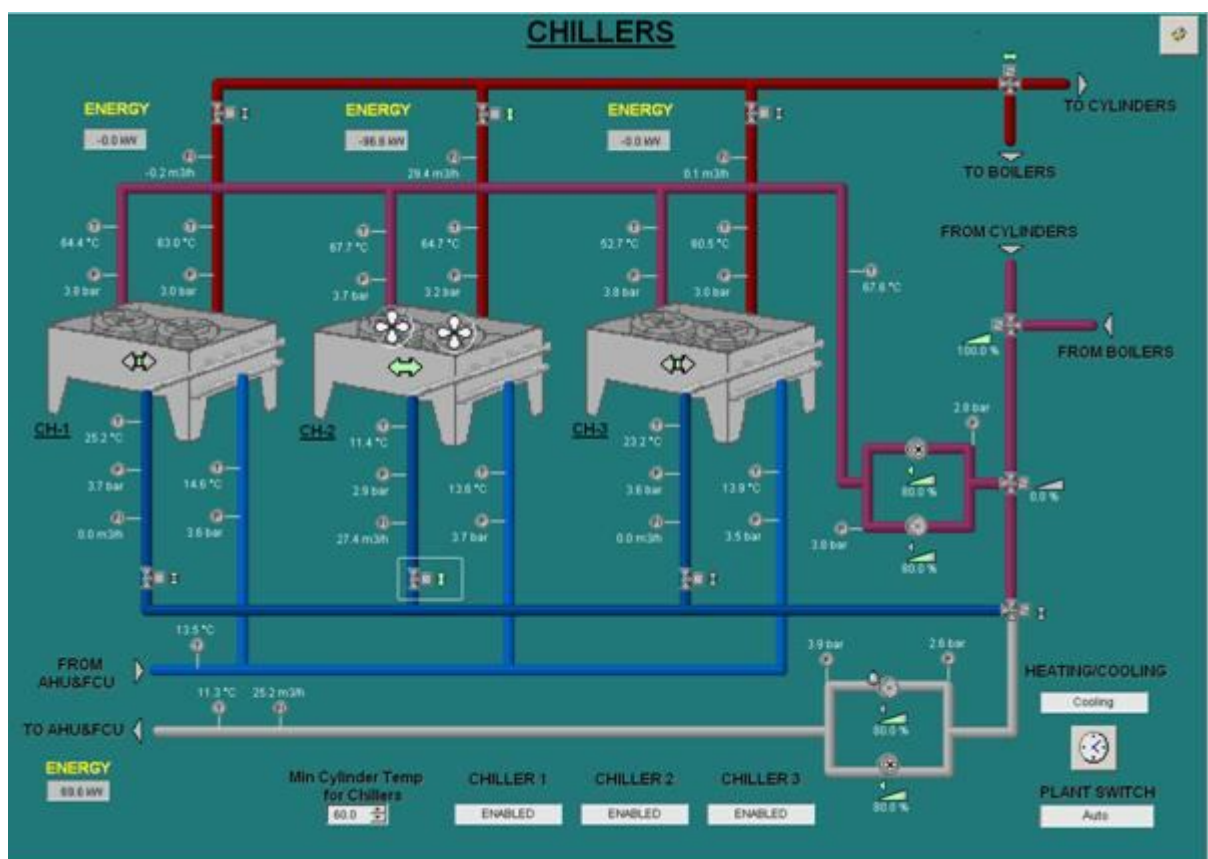 CHILLERS
ENERGY
-0.0 kW
ENERGY
-96.6 kW
ENERGY
-0.0 kW
TO CYLINDERS
TO BOILERS
-0.2 m3/h
29.4 m3/h
0.1 m3/h
FROM CYLINDERS
64.4 °C
63.0 °C
67.7 °C
64.7 °C
52.7 °C
60.5 °C
67.6 °C
3.8 bar
3.0 bar
3.7 bar
3.2 bar
3.8 bar
3.0 bar
100.0 %
FROM BOILERS
CH-1
25.2 °C
CH-2
11.4 °C
CH-3
23.2 °C
2.8 bar
3.7 bar
14.6 °C
2.9 bar
13.6 °C
3.6 bar
13.9 °C
80.0 %
0.0 %
0.0 m3/h
3.6 bar
27.4 m3/h
3.7 bar
0.0 m3/h
3.5 bar
3.8 bar
80.0 %
13.5 °C
FROM
AHU&FCU
11.3 °C
25.2 m3/h
3.9 bar
2.6 bar
HEATING/COOLING
Cooling
TO AHU&FCU
80.0 %
ENERGY
69.6 kW
Min Cylinder Temp
for Chillers
60.0
CHILLER 1
ENABLED
CHILLER 2
ENABLED
CHILLER 3
ENABLED
80.0 %
PLANT SWITCH
Auto